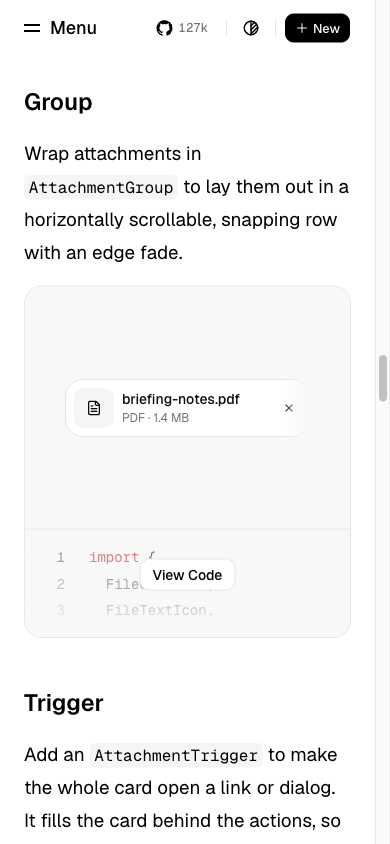 Menu
127k
+ New
Group
Wrap attachments in
AttachmentGroup to lay them out in a
horizontally scrollable, snapping row
with an edge fade.
briefing-notes.pdf
PDF · 1.4 MB
1 import {
2
View Code
3 FileTextIcon,
Trigger
Add an AttachmentTrigger to make
the whole card open a link or dialog.
It fills the card behind the actions, so